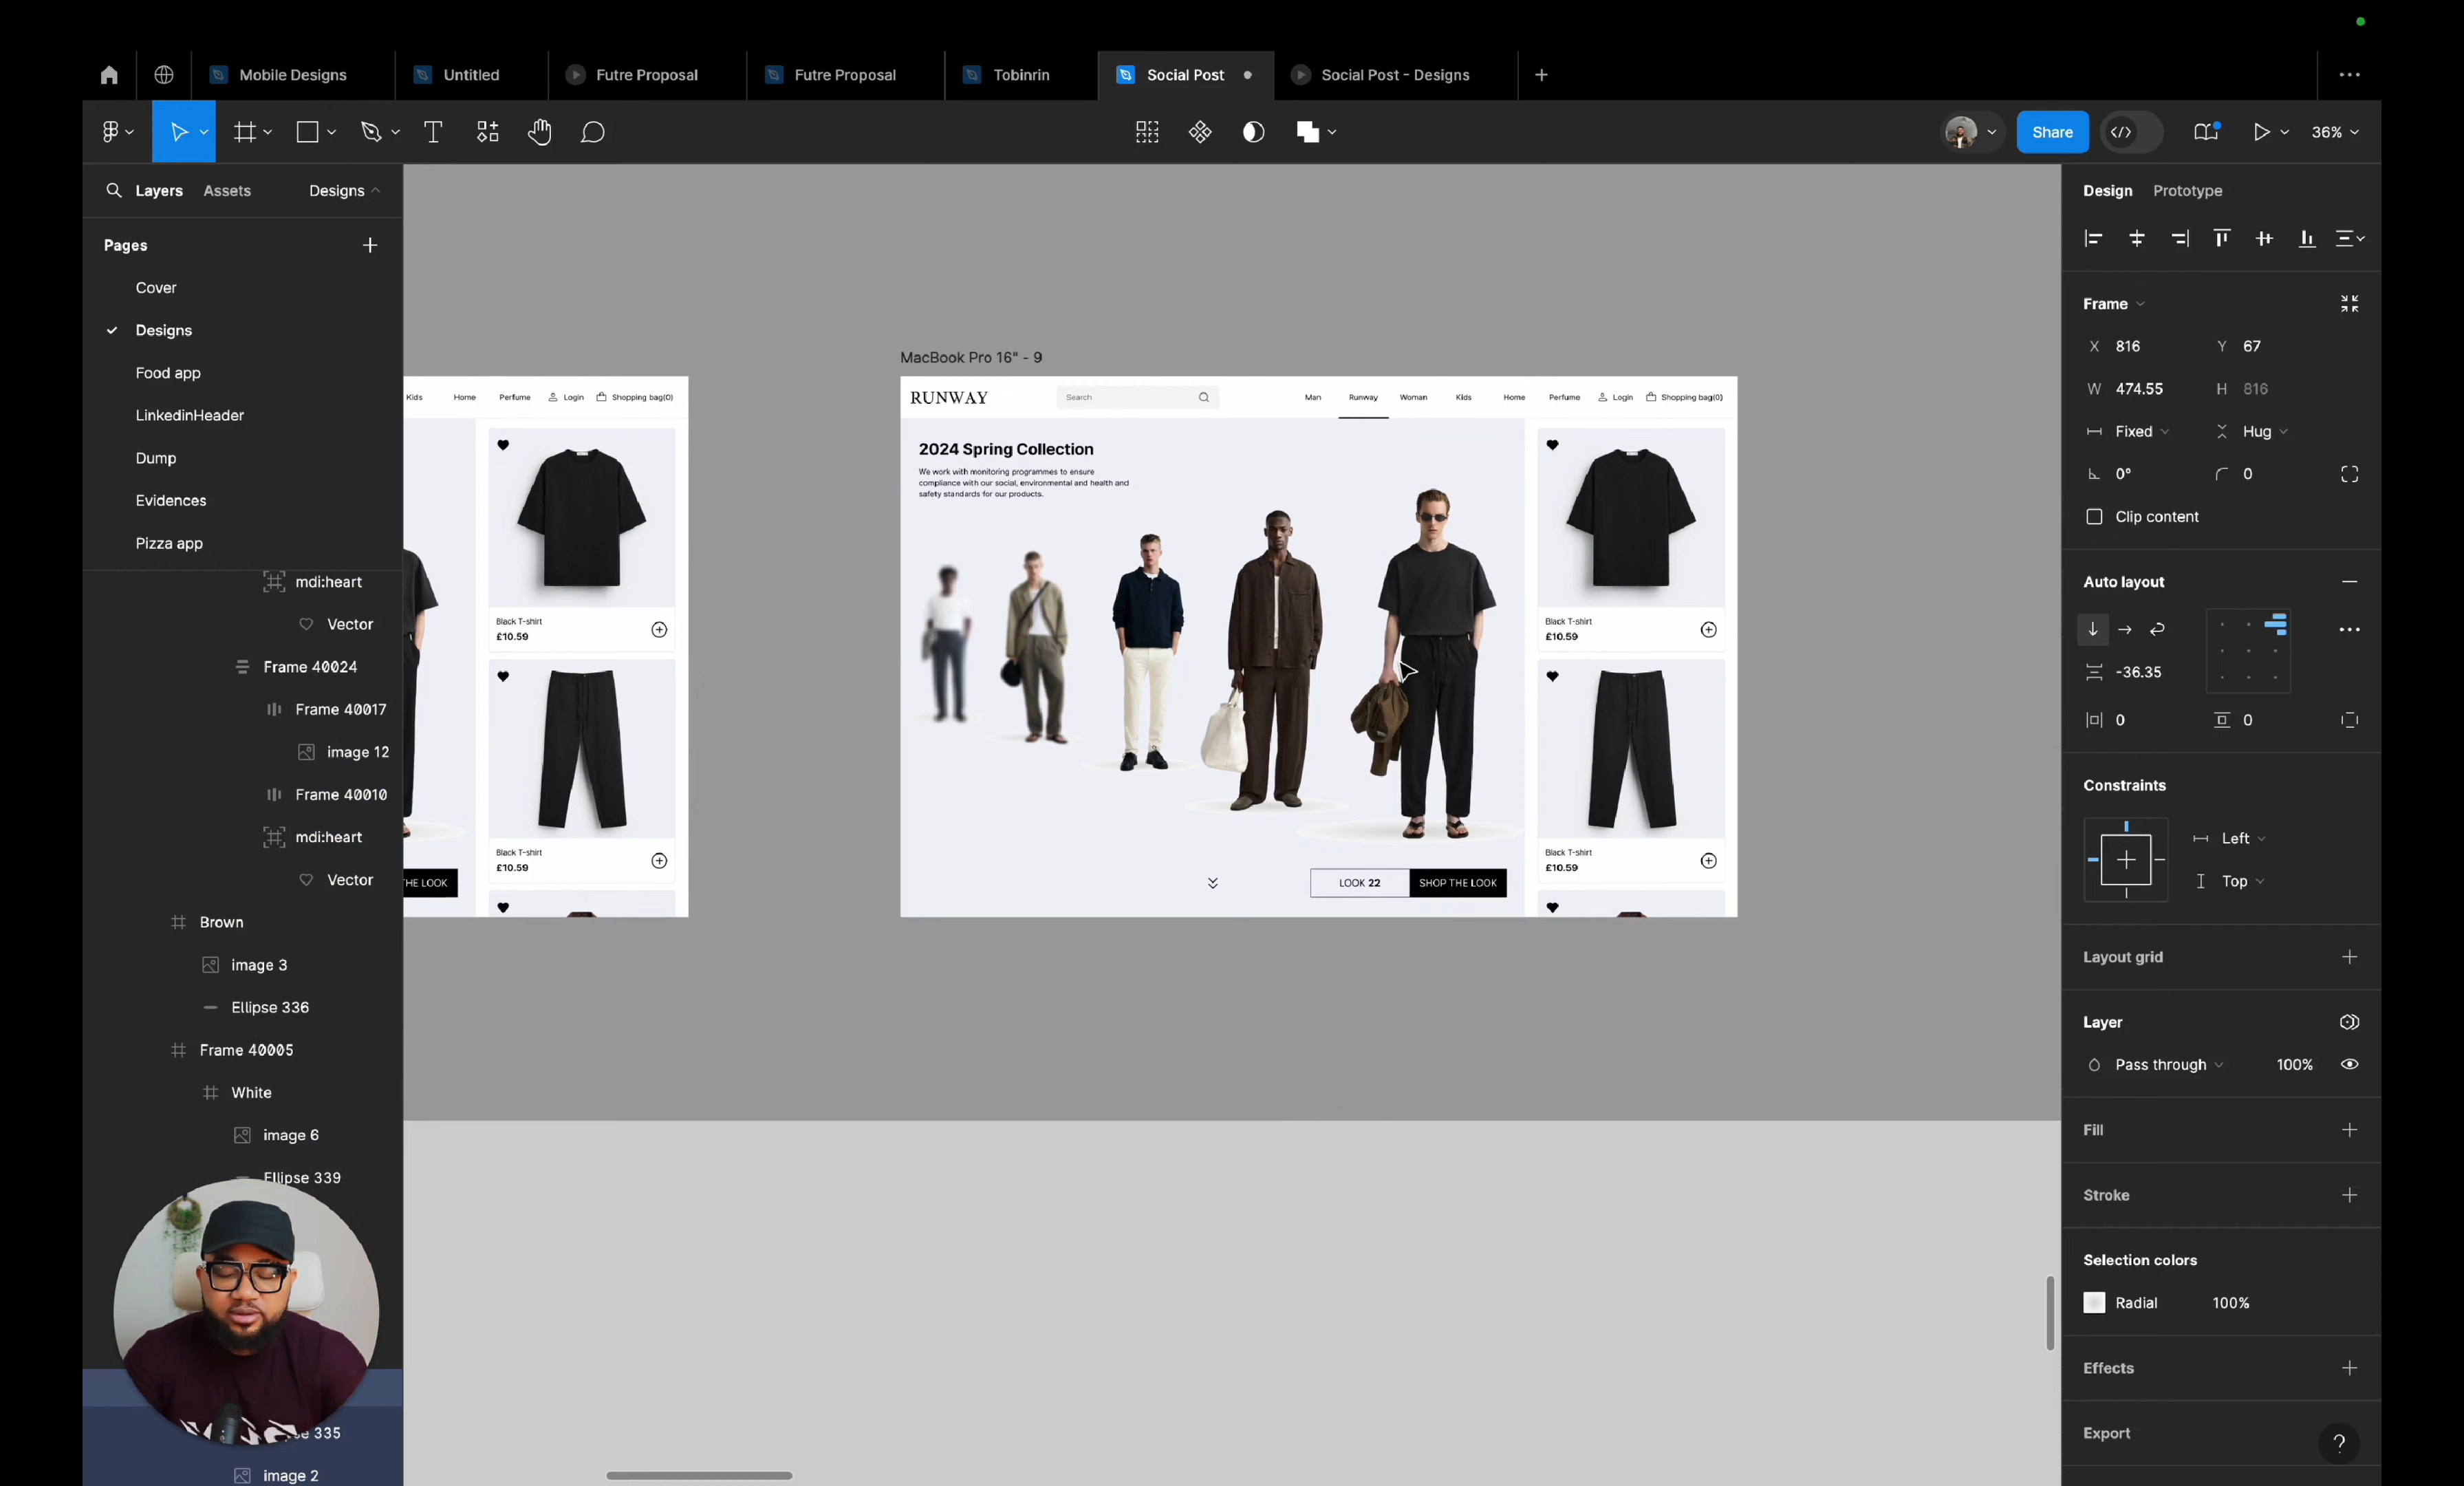 Mobile Designs
Untitled
Futre Proposal
Futre Proposal
Tobinrin
Social Post
Social Post - Designs
Share
36%
Layers
Assets
Designs
Pages
Cover
Designs
Food app
LinkedinHeader
Dump
Evidences
Pizza app
mdi:heart
Vector
Frame 40024
Frame 40017
image 12
Frame 40010
mdi:heart
Vector
Brown
image 3
Ellipse 336
Frame 40005
White
image 6
Ellipse 339
se 335
image 2
Kids
Home
Perfume
Login
Shopping bag(0)
Black T-shirt
£10.59
Black T-shirt
£10.59
HE LOOK
MacBook Pro 16" - 9
RUNWAY
Search
Man
Runway
Woman
Kids
Home
Perfume
Login
Shopping bag(0)
2024 Spring Collection
We work with monitoring programmes to ensure
compliance with our social, environmental and health and
safety standards for our products.
Black T-shirt
£10.59
Black T-shirt
£10.59
LOOK 22
SHOP THE LOOK
Design
Prototype
Frame
X 816
Y 67
W 474.55
H 816
Fixed
Hug
0°
0
Clip content
Auto layout
-36.35
0
0
Constraints
Left
Top
Layout grid
Layer
Pass through
100%
Fill
Stroke
Selection colors
Radial
100%
Effects
Export
?